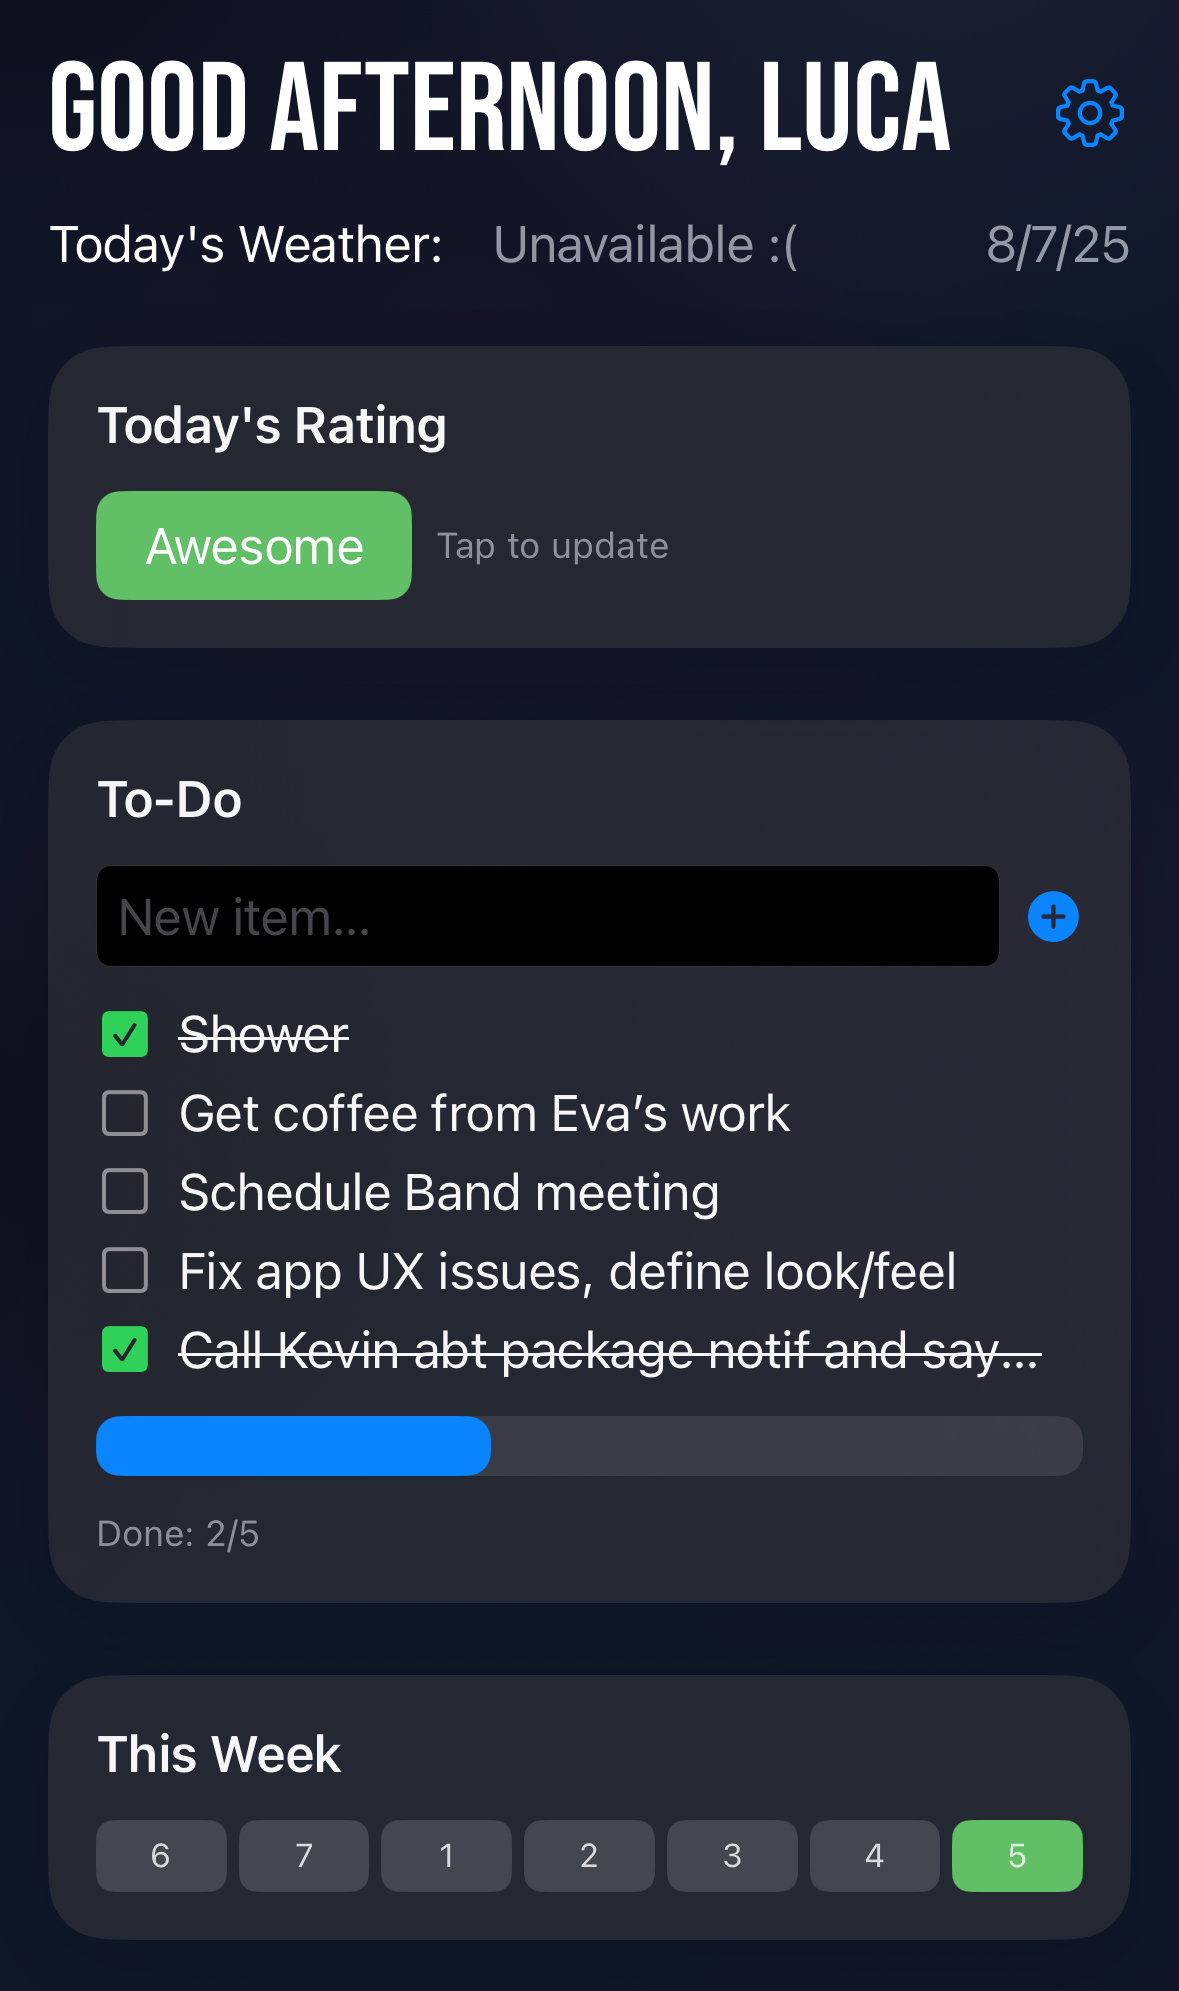 GOOD AFTERNOON, LUCA
Today's Weather: Unavailable :( 8/7/25
Today's Rating
Awesome Tap to update
To-Do
New item...
Shower
Get coffee from Eva’s work
Schedule Band meeting
Fix app UX issues, define look/feel
Call Kevin abt package notif and say...
Done: 2/5
This Week
6 7 1 2 3 4 5